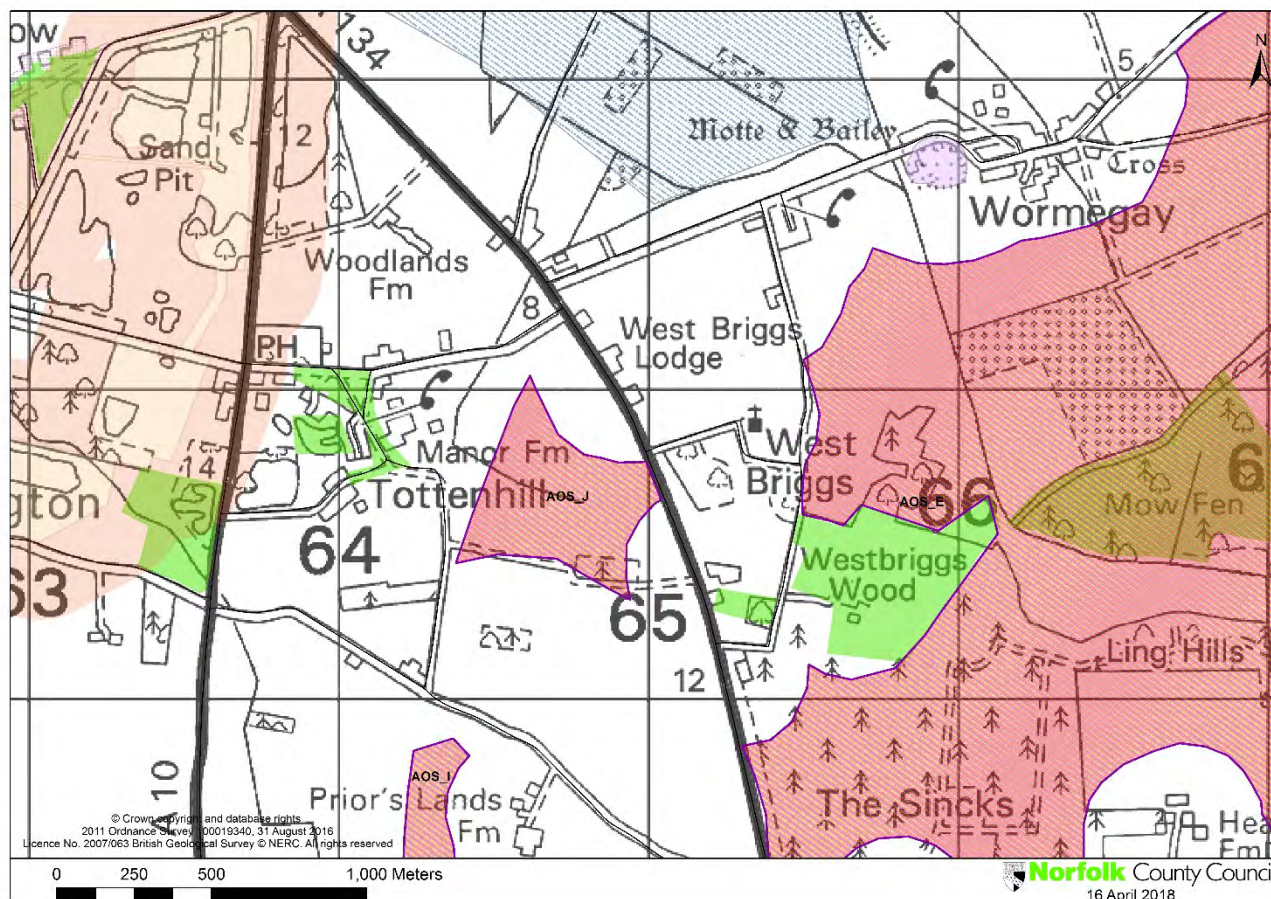 ow
134
5
N
Sand
Pit
12
Motte & Bailey
Cross
Wormegay
Woodlands
Fm
8
PH
West Briggs
Lodge
Manor Fm
West
Briggs
14
gton
Tottenhill
AOS_J
AOS_E
66
6
Mow Fen
64
63
65
Westbriggs
Wood
Ling Hills
12
AOS_I
A 10
Prior's Lands
Fm
The Sincks
Hea
Fm
© Crown copyright and database rights
2011 Ordnance Survey 100019340, 31 August 2016
Licence No. 2007/063 British Geological Survey © NERC. All rights reserved
0 250 500 1,000 Meters
Norfolk County Counci
16 April 2018